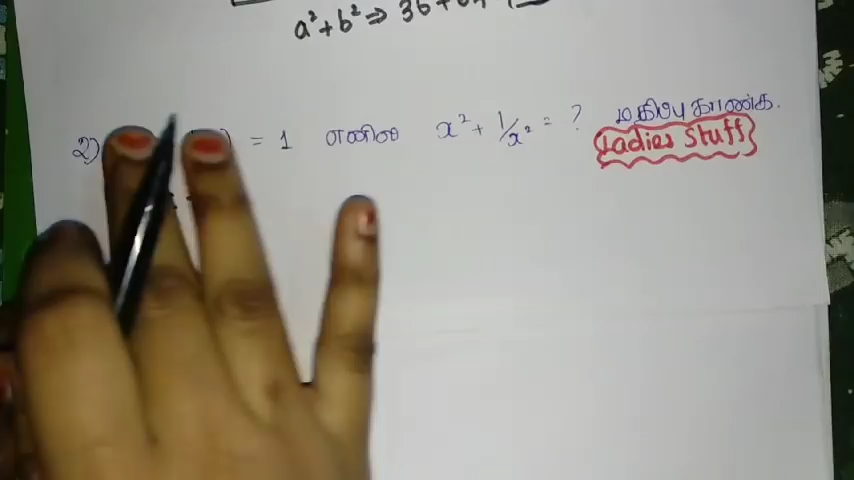 a² + b² ⇒ 36 +
2) = 1 எனில் x² + 1/x² = ? மதிப்பு காண்க.
Ladies Stuff